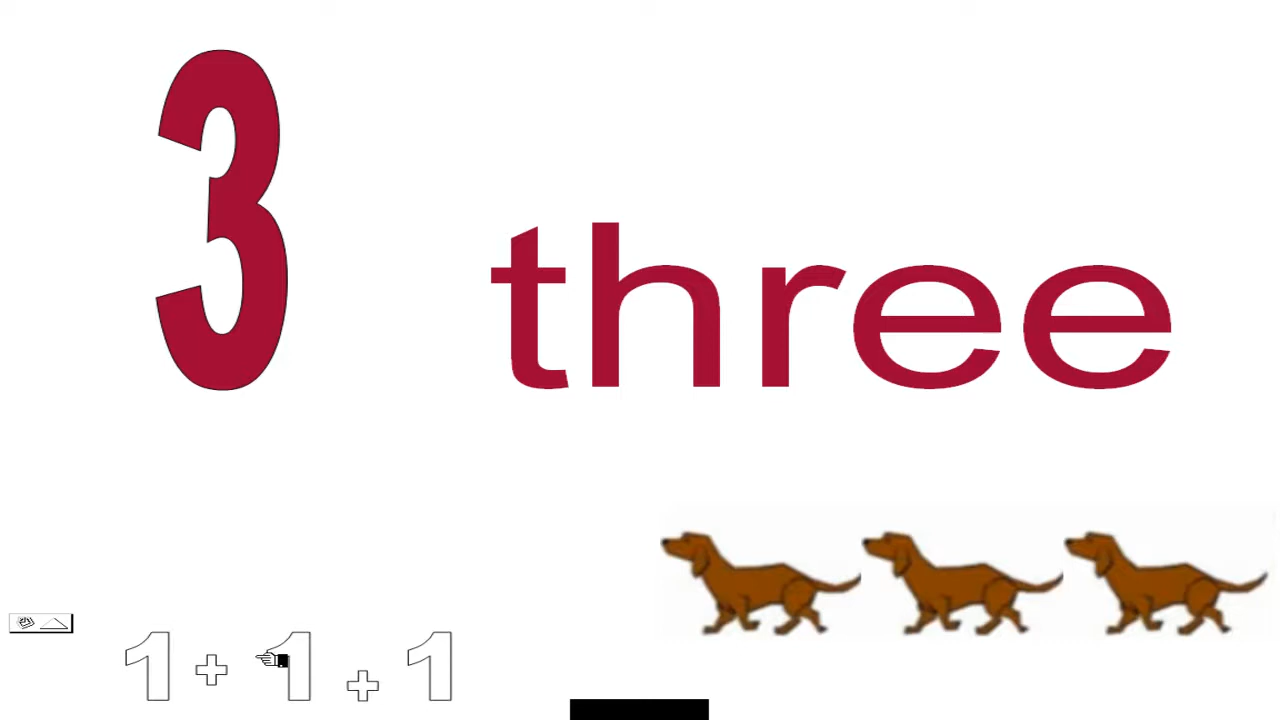 3
three
1 + 1 + 1